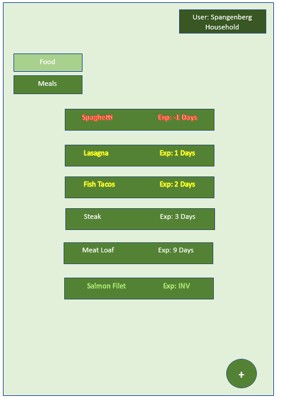 User: Spangenberg
Household
Food
Meals
Spaghetti Exp: -1 Days
Lasagna Exp: 1 Days
Fish Tacos Exp: 2 Days
Steak Exp: 3 Days
Meat Loaf Exp: 9 Days
Salmon Filet Exp: INV
+